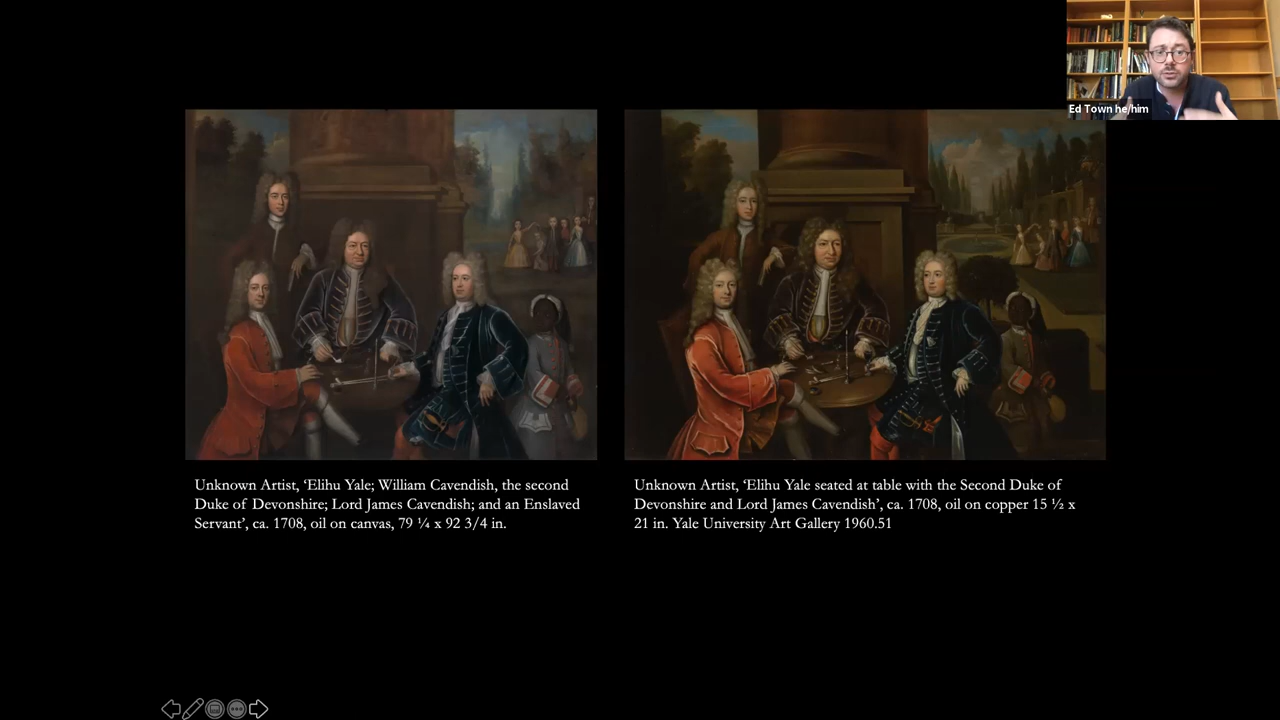 Ed Town he/him
Unknown Artist, ‘Elihu Yale; William Cavendish, the second
Duke of Devonshire; Lord James Cavendish; and an Enslaved
Servant’, ca. 1708, oil on canvas, 79 ¼ x 92 3/4 in.
Unknown Artist, ‘Elihu Yale seated at table with the Second Duke of
Devonshire and Lord James Cavendish’, ca. 1708, oil on copper 15 ½ x
21 in. Yale University Art Gallery 1960.51